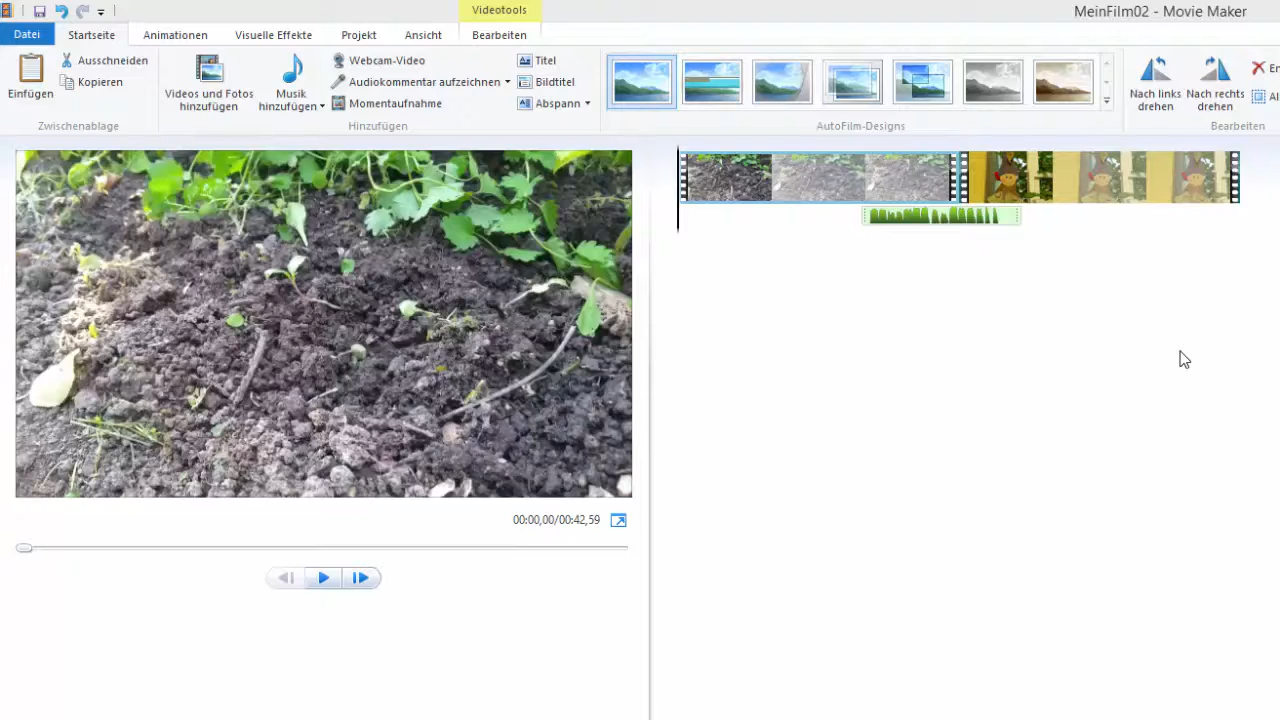 Videotools
MeinFilm02 - Movie Maker
Datei
Startseite
Animationen
Visuelle Effekte
Projekt
Ansicht
Bearbeiten
Einfügen
Ausschneiden
Kopieren
Zwischenablage
Videos und Fotos
hinzufügen
Musik
hinzufügen
Webcam-Video
Audiokommentar aufzeichnen
Momentaufnahme
Titel
Bildtitel
Abspann
Hinzufügen
AutoFilm-Designs
Nach links
drehen
Nach rechts
drehen
Bearbeiten
00:00,00/00:42,59